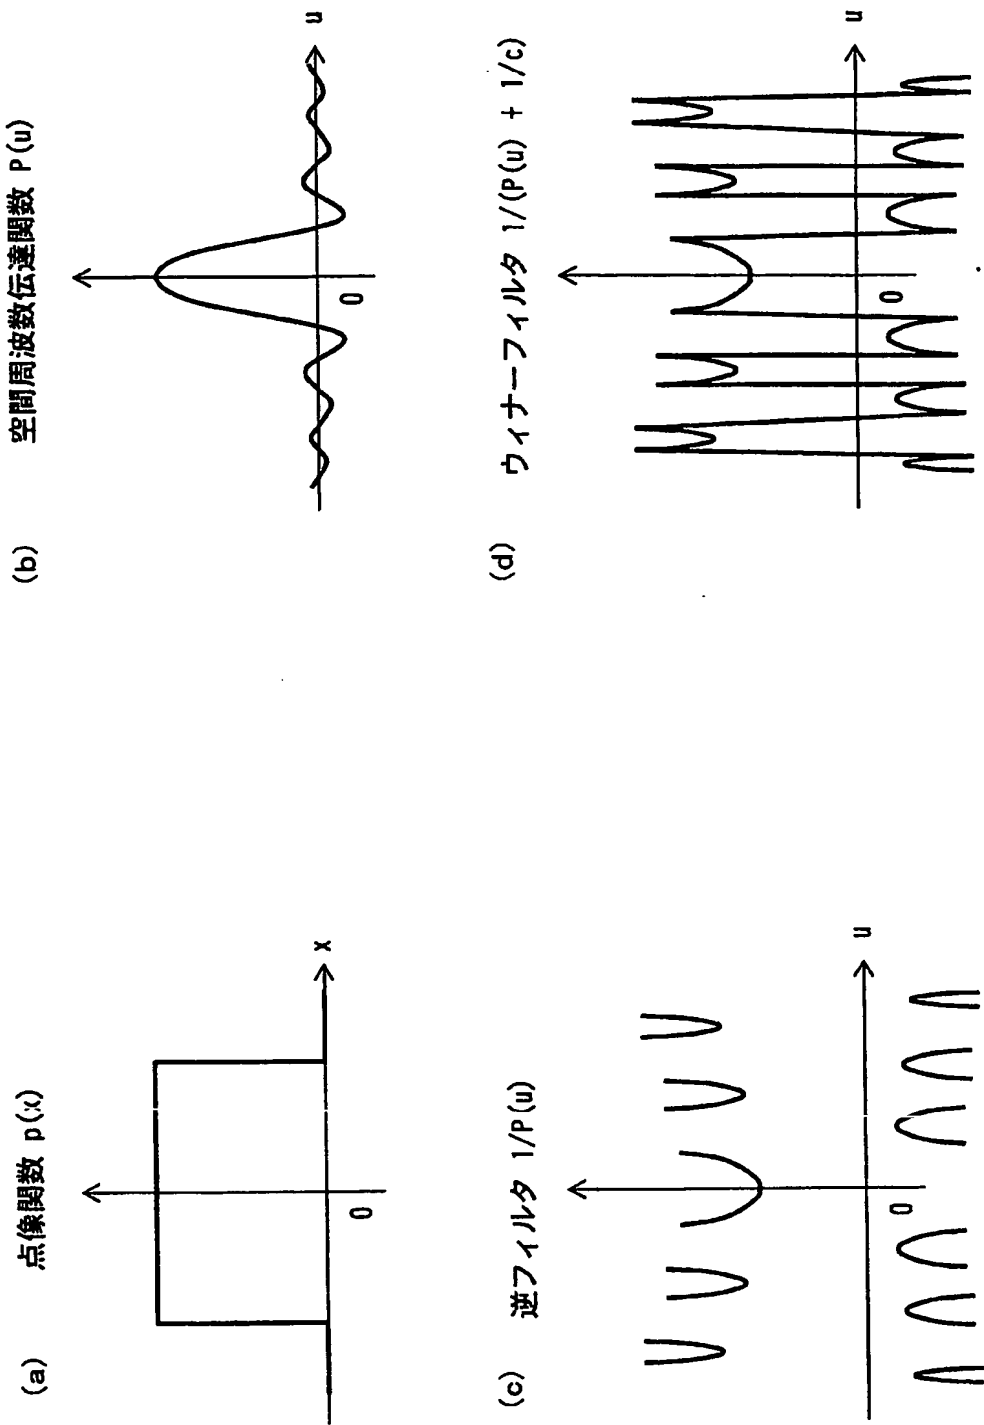 (a)
点像関数 p(x)
x
0
(b)
空間周波数伝達関数 P(u)
u
0
(c)
逆フィルタ 1/P(u)
u
0
(d)
ウィナーフィルタ 1/(P(u) + 1/c)
u
0